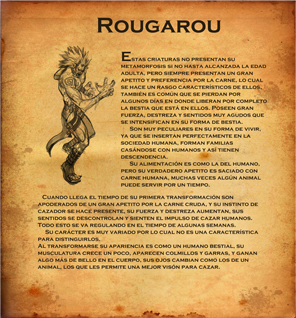 Rougarou
Estas criaturas no presentan su
metamorfosis si no hasta alcanzada la edad
adulta, pero siempre presentan un gran
apetito y preferencia por la carne, lo cual
se hace un rasgo característicos de ellos.
También es común que se pierdan por
algunos días en donde liberan por completo
la bestia que está en ellos. Poseen gran
fuerza, destreza y sentidos muy agudos que
se intensifican en su forma de bestia.
Son muy peculiares en su forma de vivir,
ya que se insertan perfectamente en la
sociedad humana, forman familias
casándose con humanos y así tienen
descendencia.
Su alimentación es como la del humano,
pero su verdadero apetito es saciado con
carne humana, muchas veces algún animal
puede servir por un tiempo.
Cuando llega el tiempo de su primera transformación son
apoderados de un gran apetito por la carne cruda, y su instinto de
cazador se hace presente, su fuerza y destreza aumentan, sus
sentidos se descontrolan y sienten el impulso de cazar humanos.
Todo esto se va regulando en el tiempo de algunas semanas.
Su carácter es muy variado por lo cual no es una característica
para distinguirlos.
Al transformarse su apariencia es como un humano bestial, su
musculatura crece un poco, aparecen colmillos y garras, y ganan
algo más de bello en el cuerpo, sus ojos cambian como los de un
animal, los que les permite una mejor visión para cazar.